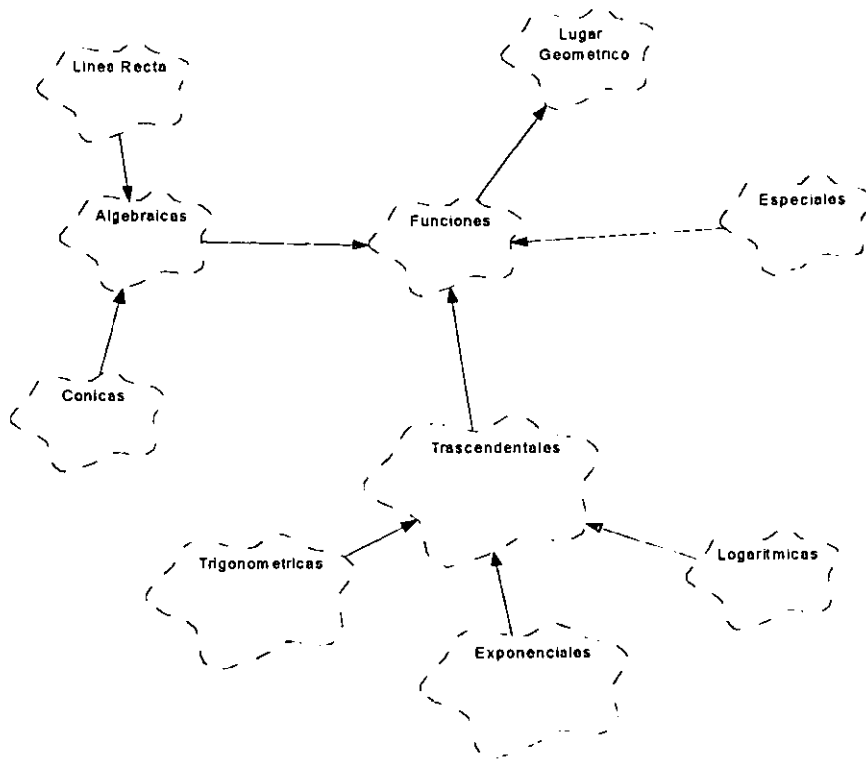 Linea Recta
Lugar
Geometrico
Algebraicas
Funciones
Especiales
Conicas
Trascendentales
Trigonometricas
Logaritmicas
Exponenciales